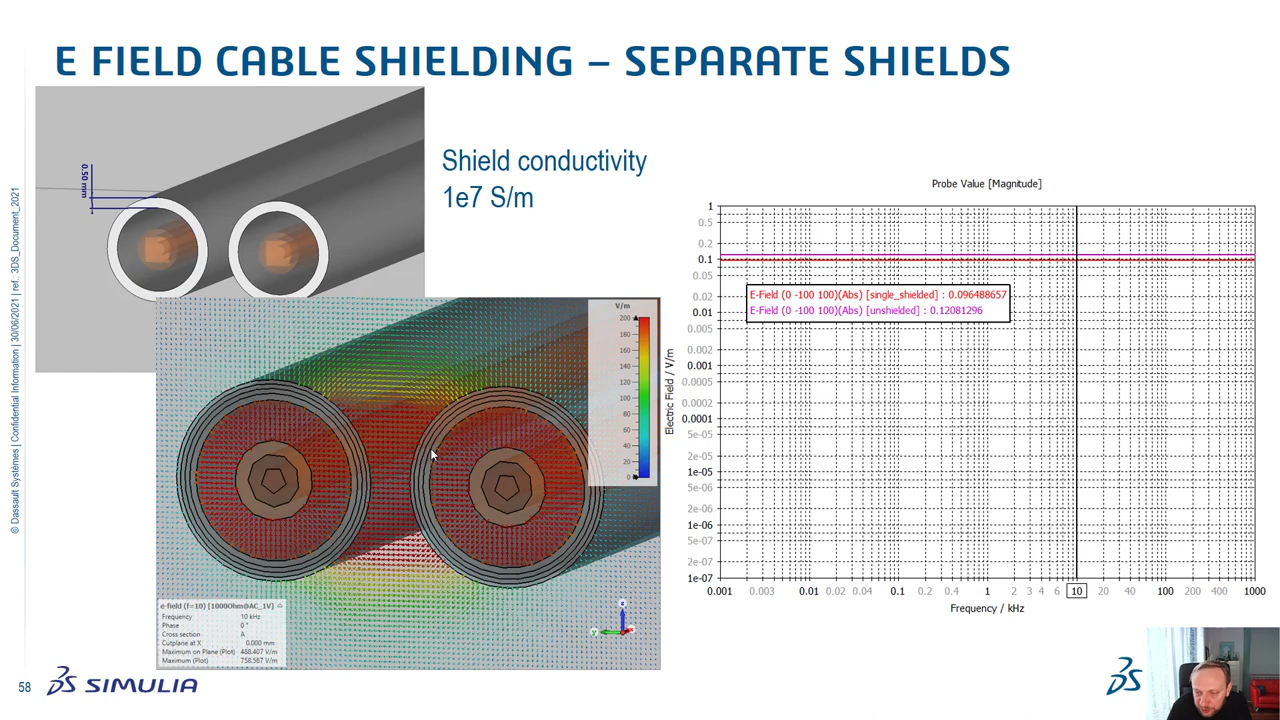 E FIELD CABLE SHIELDING – SEPARATE SHIELDS
0.50 mm
Shield conductivity
1e7 S/m
V/m
200
180
160
140
120
100
80
60
40
20
0
e-field (f=10) [1000Ohm@AC_1V]
Frequency 10 kHz
Phase 0 °
Cross section A
Cutplane at X 0.000 mm
Maximum on Plane (Plot) 488.407 V/m
Maximum (Plot) 758.567 V/m
z
y
Probe Value [Magnitude]
Electric Field / V/m
1
0.5
0.2
0.1
0.05
0.02
0.01
0.005
0.002
0.001
0.0005
0.0002
0.0001
5e-05
2e-05
1e-05
5e-06
2e-06
1e-06
5e-07
2e-07
1e-07
E-Field (0 -100 100)(Abs) [single_shielded] : 0.096488657
E-Field (0 -100 100)(Abs) [unshielded] : 0.12081296
0.001 0.003 0.01 0.02 0.04 0.1 0.2 0.4 1 2 3 4 6 10 20 40 100 200 400 1000
Frequency / kHz
© Dassault Systèmes | Confidential Information | 30/06/2021 | ref.: 3DS_Document_2021
58
SIMULIA